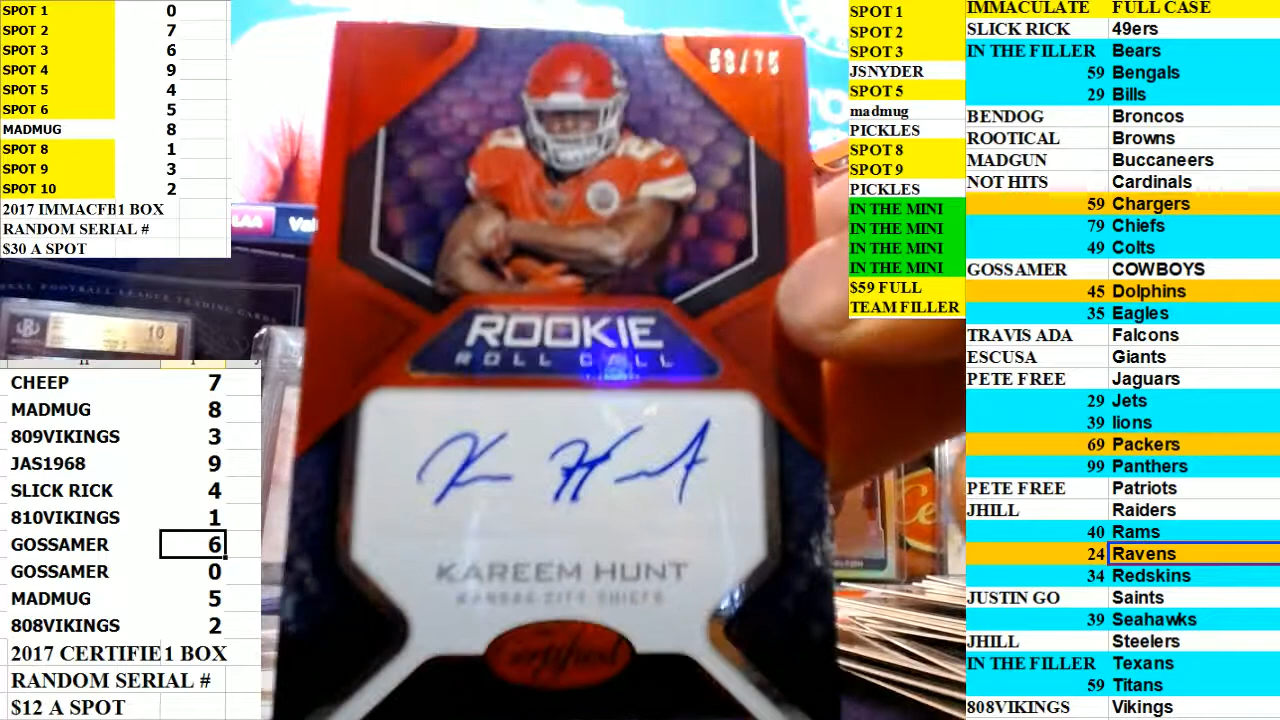 SPOT 1 0
SPOT 2 7
SPOT 3 6
SPOT 4 9
SPOT 5 4
SPOT 6 5
MADMUG 8
SPOT 8 1
SPOT 9 3
SPOT 10 2
2017 IMMACFB1 BOX
RANDOM SERIAL #
$30 A SPOT
10
CHEEP 7
MADMUG 8
809VIKINGS 3
JAS1968 9
SLICK RICK 4
810VIKINGS 1
GOSSAMER 6
GOSSAMER 0
MADMUG 5
808VIKINGS 2
2017 CERTIFIE1 BOX
RANDOM SERIAL #
$12 A SPOT
ROOKIE
ROLL CALL
Kareem Hunt
KAREEM HUNT
KANSAS CITY CHIEFS
certified
SPOT 1
SPOT 2
SPOT 3
JSNYDER
SPOT 5
madmug
PICKLES
SPOT 8
SPOT 9
PICKLES
IN THE MINI
IN THE MINI
IN THE MINI
IN THE MINI
$59 FULL
TEAM FILLER
IMMACULATE FULL CASE
SLICK RICK 49ers
IN THE FILLER Bears
59 Bengals
29 Bills
BENDOG Broncos
ROOTICAL Browns
MADGUN Buccaneers
NOT HITS Cardinals
59 Chargers
79 Chiefs
49 Colts
GOSSAMER COWBOYS
45 Dolphins
35 Eagles
TRAVIS ADA Falcons
ESCUSA Giants
PETE FREE Jaguars
29 Jets
39 lions
69 Packers
99 Panthers
PETE FREE Patriots
JHILL Raiders
40 Rams
24 Ravens
34 Redskins
JUSTIN GO Saints
39 Seahawks
JHILL Steelers
IN THE FILLER Texans
59 Titans
808VIKINGS Vikings